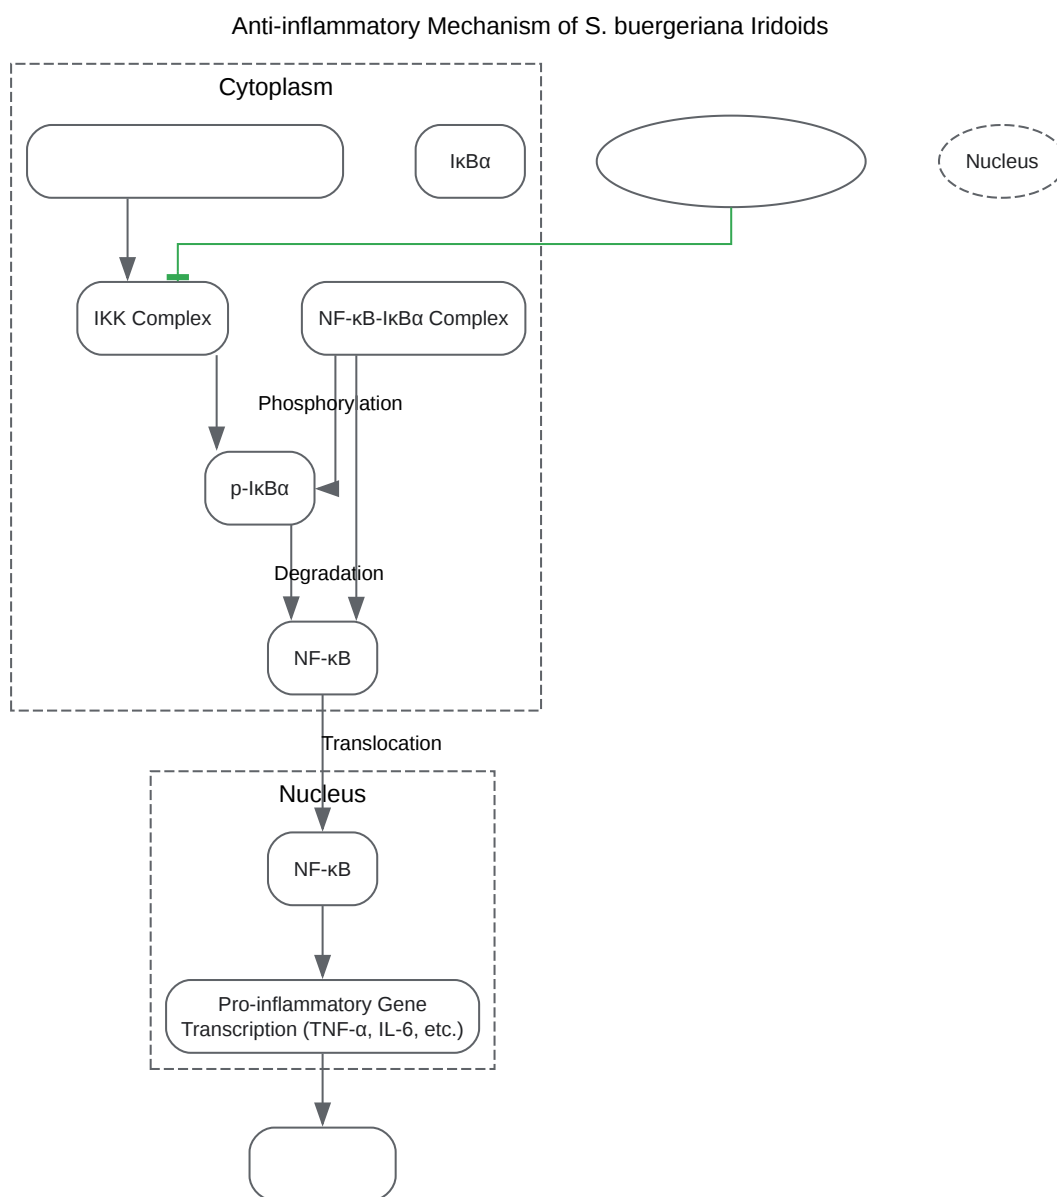 Anti-inflammatory Mechanism of S. buergeriana Iridoids
Cytoplasm
IκBα
Nucleus
IKK Complex
NF-κB-IκBα Complex
Phosphorylation
p-IκBα
Degradation
NF-κB
Translocation
Nucleus
NF-κB
Pro-inflammatory Gene
Transcription (TNF-α, IL-6, etc.)